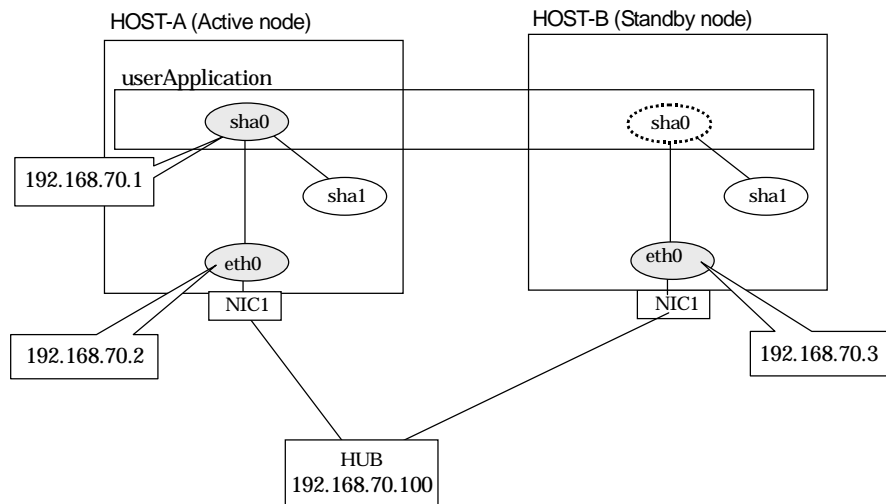 HOST-A (Active node)
HOST-B (Standby node)
userApplication
sha0
sha0
192.168.70.1
sha1
sha1
eth0
eth0
NIC1
NIC1
192.168.70.2
192.168.70.3
HUB
192.168.70.100